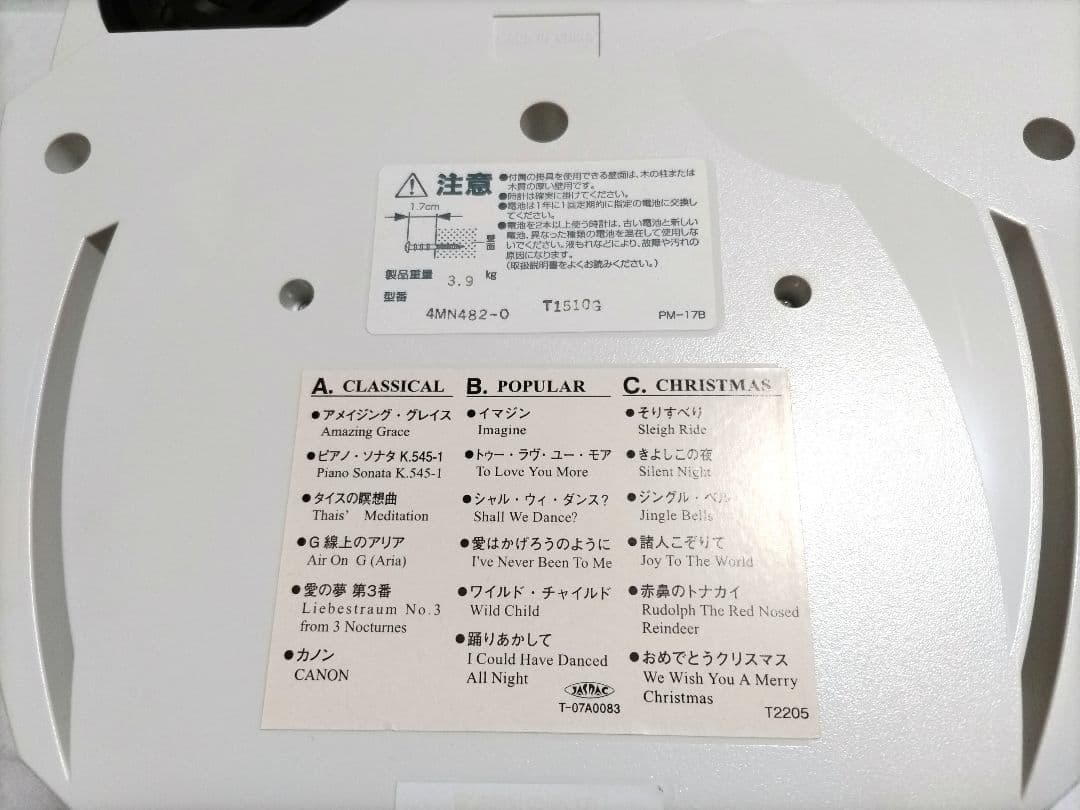 注意
●付属の掛具を使用できる壁面は、木の柱または
木質の厚い壁用です。
●時計は確実に掛けてください。
●電池は1年に1回定期的に指定の電池に交換し
てください。
●電池を2本以上使う時計は、古い電池と新しい
電池、異なった種類の電池を混在して使用しな
いでください。液もれなどにより、故障や汚れの
原因になります。
(取扱説明書をよくお読みください。)
1.7cm
壁面
製品重量 3.9 kg
型番
4MN482-0 T1510G
PM-17B
A. CLASSICAL
●アメイジング・グレイス
Amazing Grace
●ピアノ・ソナタ K.545-1
Piano Sonata K.545-1
●タイスの瞑想曲
Thais' Meditation
●G 線上のアリア
Air On G (Aria)
●愛の夢 第3番
Liebestraum No.3
from 3 Nocturnes
●カノン
CANON
B. POPULAR
●イマジン
Imagine
●トゥー・ラヴ・ユー・モア
To Love You More
●シャル・ウィ・ダンス?
Shall We Dance?
●愛はかげろうのように
I've Never Been To Me
●ワイルド・チャイルド
Wild Child
●踊りあかして
I Could Have Danced
All Night
JASRAC
T-07A0083
C. CHRISTMAS
●そりすべり
Sleigh Ride
●きよしこの夜
Silent Night
●ジングル・ベル
Jingle Bells
●諸人こぞりて
Joy To The World
●赤鼻のトナカイ
Rudolph The Red Nosed
Reindeer
●おめでとうクリスマス
We Wish You A Merry
Christmas
T2205